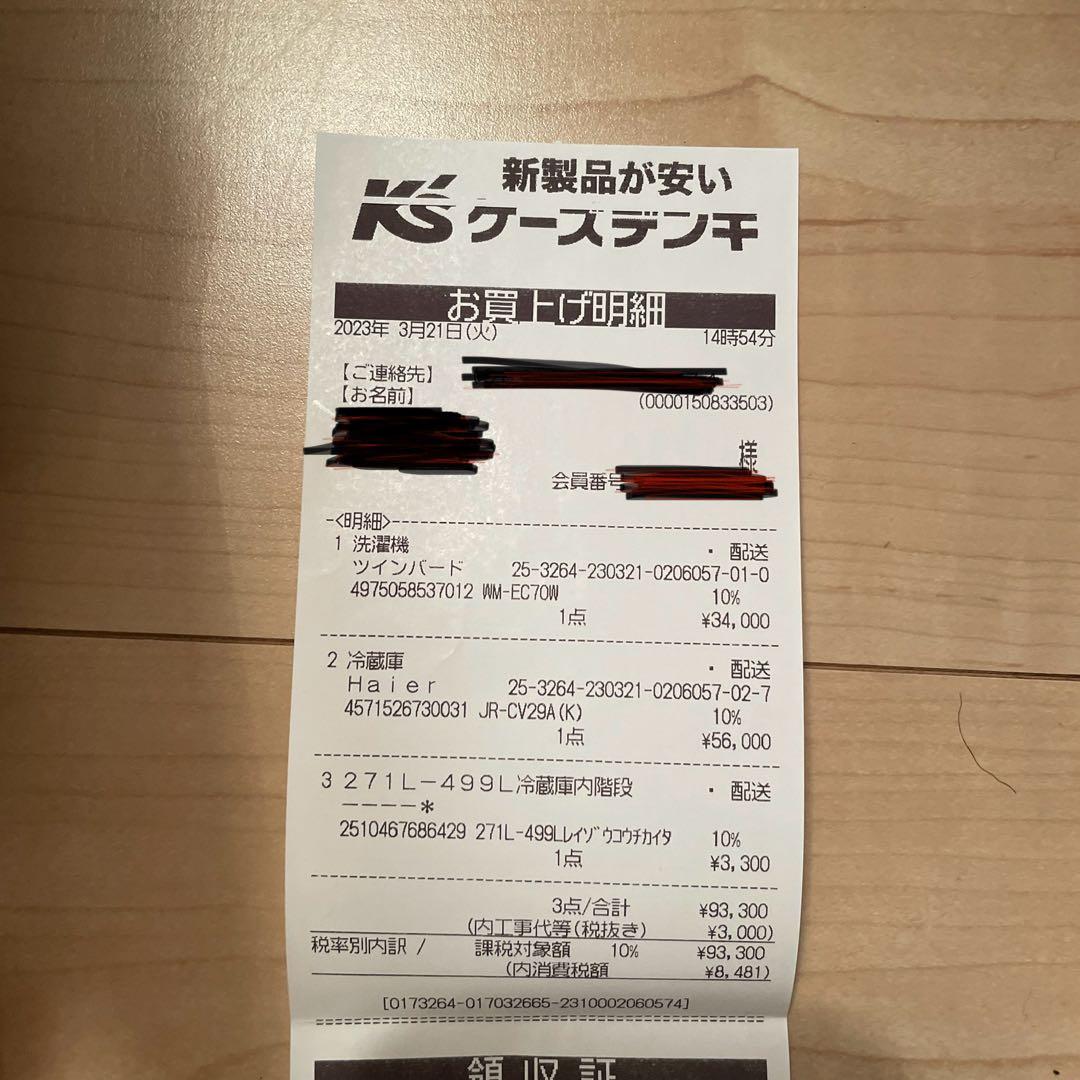 新製品が安い
K's ケーズデンキ
お買上げ明細
2023年 3月21日(火) 14時54分
【ご連絡先】
【お名前】 (0000150833503)
様
会員番号
-<明細>-
1 洗濯機 ・ 配送
ツインバード 25-3264-230321-0206057-01-0
4975058537012 WM-EC70W 10%
1点 ¥34,000
2 冷蔵庫 ・ 配送
Haier 25-3264-230321-0206057-02-7
4571526730031 JR-CV29A(K) 10%
1点 ¥56,000
3 271L-499L冷蔵庫内階段 ・ 配送
----*
2510467686429 271L-499Lﾚｲｿﾞｳｺｳﾁｶｲﾀ 10%
1点 ¥3,300
3点/合計 ¥93,300
(内工事代等(税抜き) ¥3,000)
税率別内訳 / 課税対象額 10% ¥93,300
(内消費税額 ¥8,481)
[0173264-017032665-2310002060574]
領収証